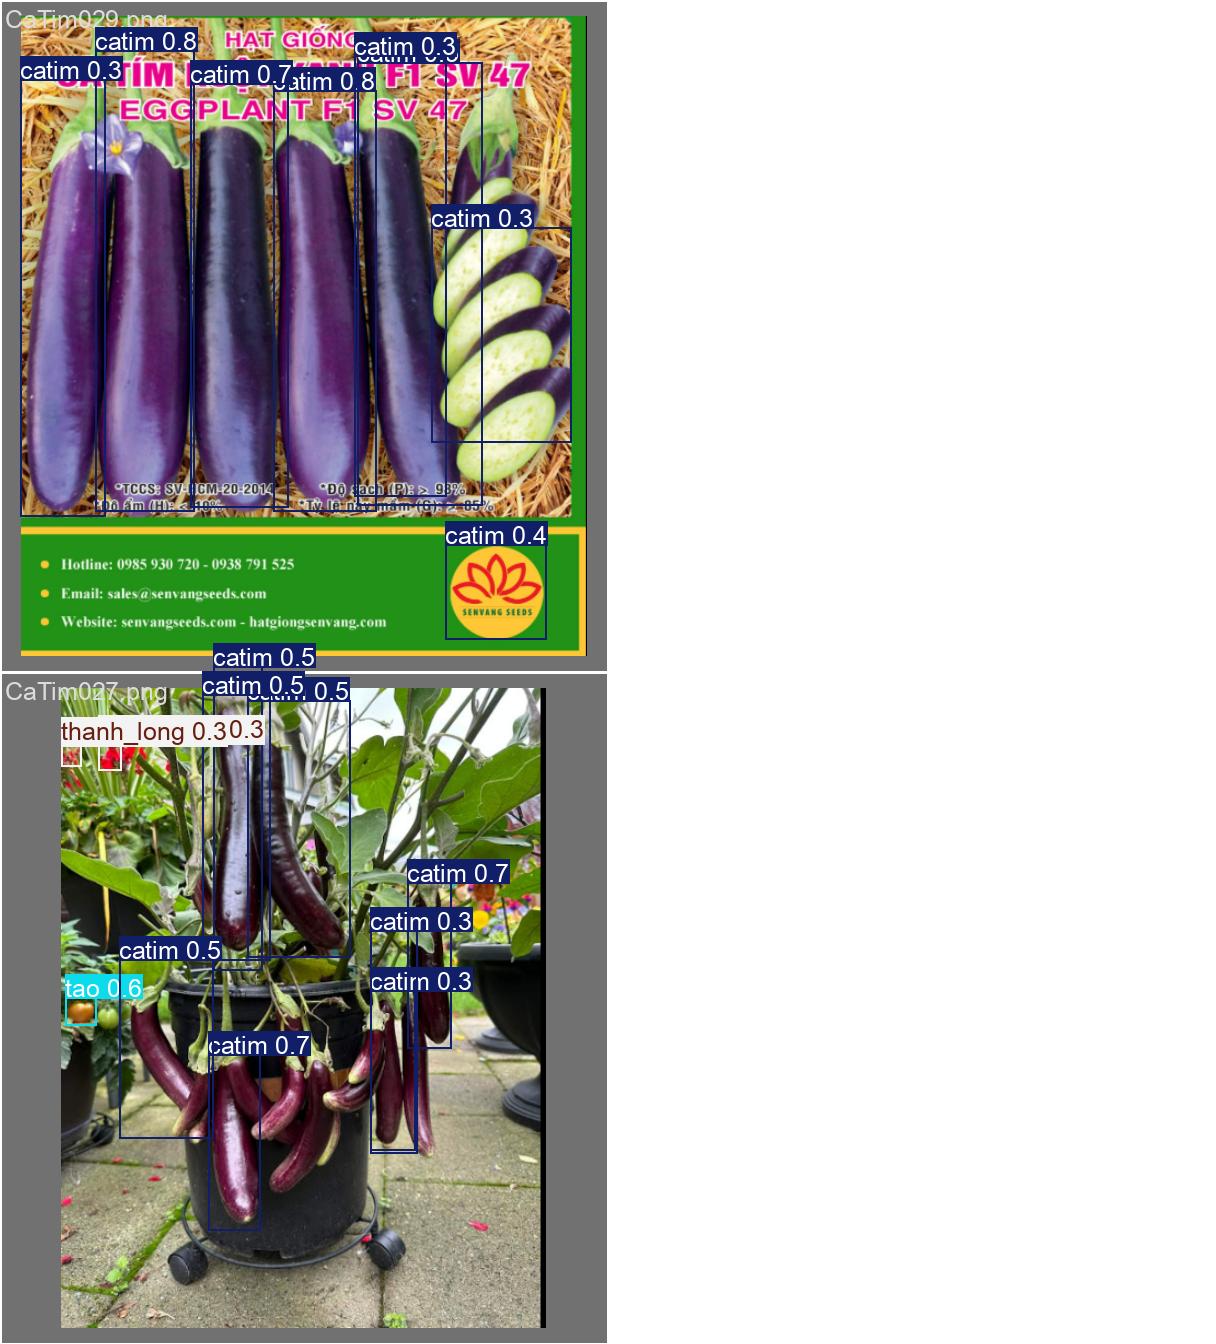 CaTim029.png
catim 0.8
HẠT GIỐNG
catim 0.3
catim 0.3
catim 0.7
catim 0.8
F1 SV 47
EGGPLANT F1 SV 47
catim 0.3
*TCCS: SV-HCM-20-2014
*Độ sạch (P): > 98%
*Độ ẩm (H): < 10%
*Tỷ lệ nảy mầm (G): > 85%
catim 0.4
Hotline: 0985 930 720 - 0938 791 525
Email: sales@senvangseeds.com
SENVANG SEEDS
Website: senvangseeds.com - hatgiongsenvang.com
catim 0.5
CaTim027.png
catim 0.5
0.5
thanh_long 0.3
0.3
catim 0.7
catim 0.3
catim 0.5
catim 0.3
tao 0.6
catim 0.7